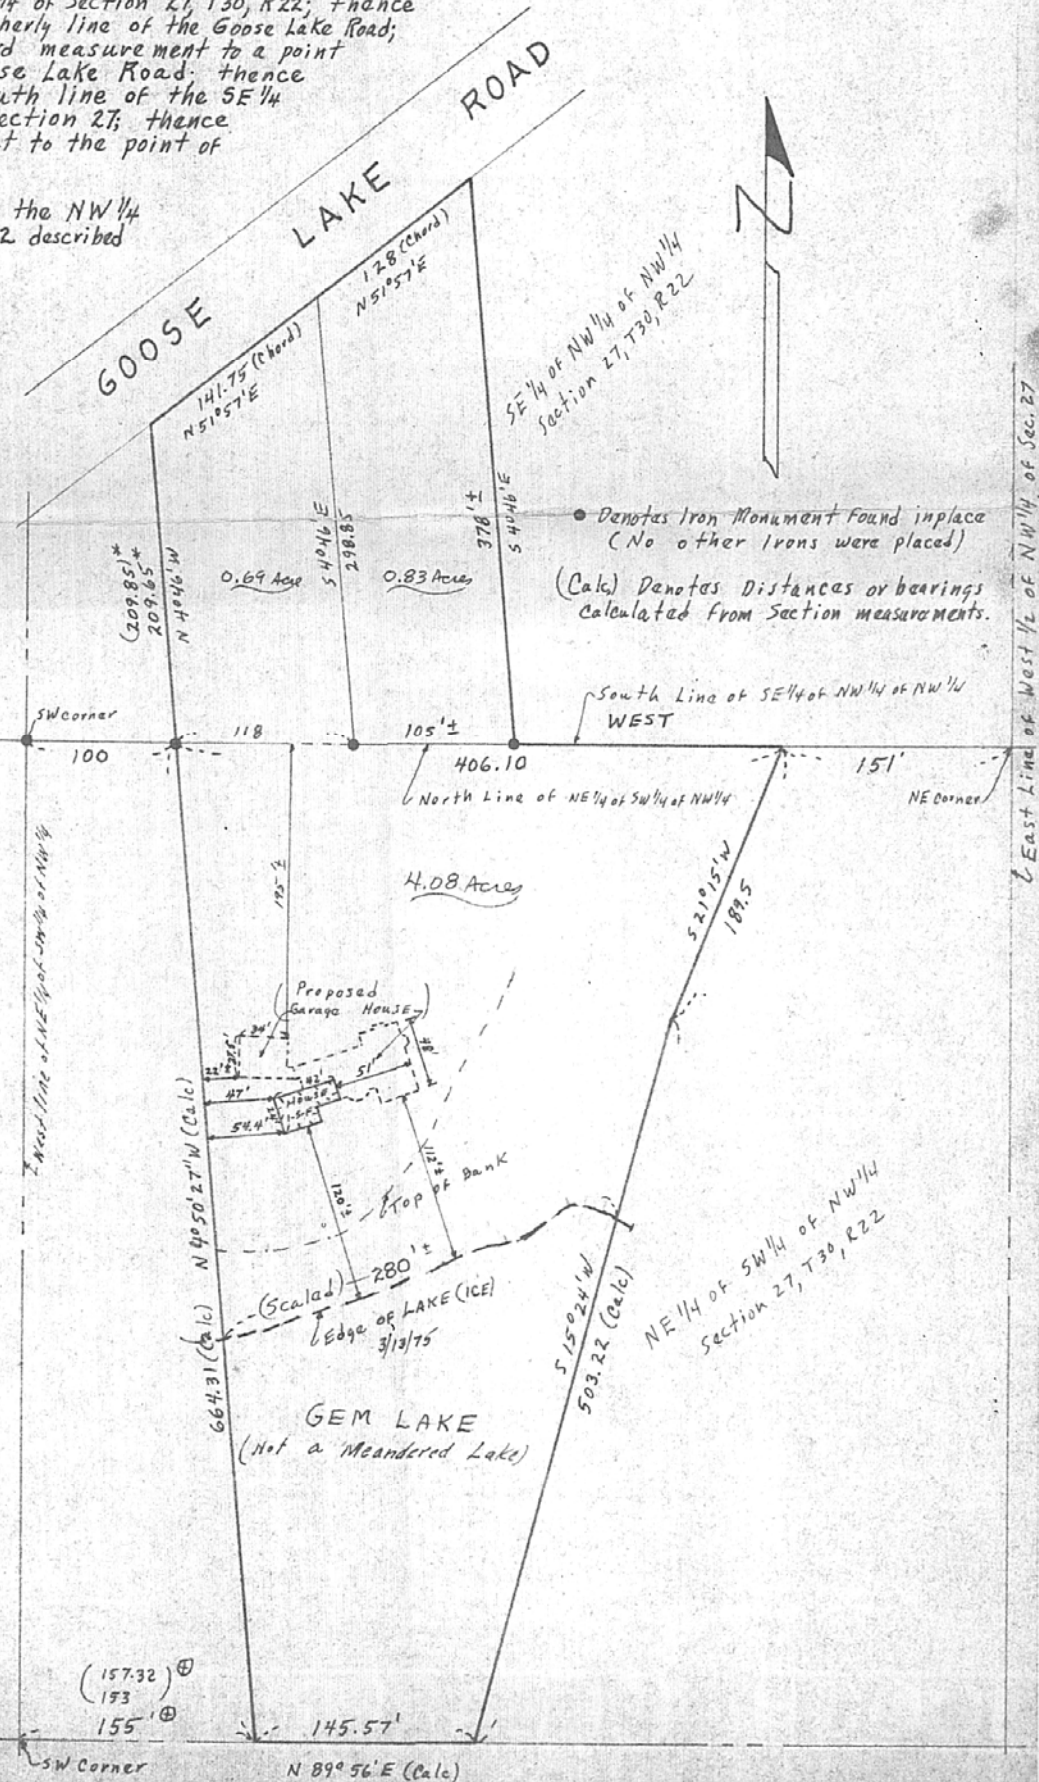 1/4 of Section 27, T30, R22; thence
herly line of the Goose Lake Road;
d measurement to a point
se Lake Road; thence
uth line of the SE 1/4
ection 27; thence
t to the point of
the NW 1/4
2 described
GOOSE LAKE ROAD
141.75 (Chord)
N 51°57'E
128 (Chord)
N 51°57'E
SE 1/4 of NW 1/4 of NW 1/4
Section 27, T30, R22
N
(209.85)*
209.65*
N 4°46'W
0.69 Acre
S 4°46'E
298.85
0.83 Acres
378'±
S 4°46'E
● Denotes Iron Monument Found inplace
(No other Irons were placed)
(Calc) Denotes Distances or bearings
calculated from Section measurements.
East Line of West 1/2 of NW 1/4 of Sec. 27
South Line of SE 1/4 of NW 1/4 of NW 1/4
WEST
SW corner
100
118
105'±
406.10
151'
NE corner
North Line of NE 1/4 of SW 1/4 of NW 1/4
West line of NE 1/4 of SW 1/4 of NW 1/4
195'±
4.08 Acres
S 21°15'W
189.5
(Proposed
Garage House)
24'
22'±
47'
42'
51'
48'
House
1-S-F
54.4'
112'±
120'±
Top of Bank
N 4°50'27"W (Calc)
664.31 (Calc)
(Scaled) 280'±
Edge of LAKE (ICE)
3/13/75
S 15°24'W
503.22 (Calc)
NE 1/4 of SW 1/4 of NW 1/4
Section 27, T30, R22
GEM LAKE
(Not a Meandered Lake)
(157.32)⊕
(153)
155'⊕
145.57'
SW Corner
N 89°56'E (Calc)